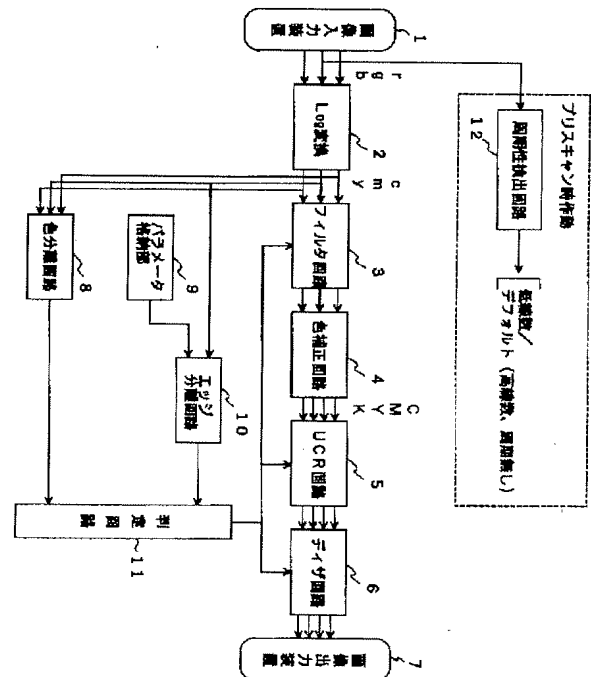 プリスキャン時作動
周期性検出回路
12
低線数／
デフォルト（高線数、周期無し）
画像入力装置
1
r
g
b
Log変換
2
c
m
y
フィルタ回路
3
色補正回路
4
C
M
Y
K
UCR回路
5
ディザ回路
6
画像出力装置
7
色分離回路
8
パラメータ
格納部
9
エッジ
分離回路
10
判定回路
11